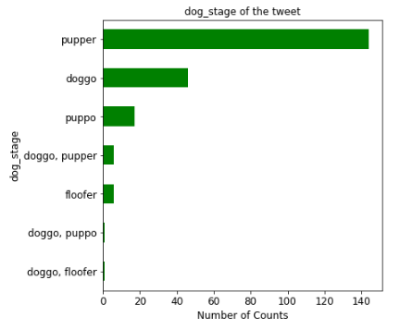 dog_stage of the tweet
pupper
doggo
puppo
doggo, pupper
floofer
doggo, puppo
doggo, floofer
dog_stage
0 20 40 60 80 100 120 140
Number of Counts